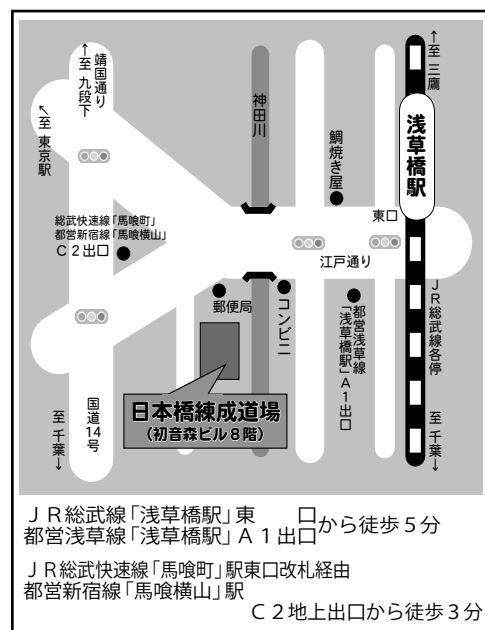 ←至 九段下
靖国通り
↖至 東京駅
神田川
鯛焼き屋
←至 三鷹
浅草橋駅
東口
総武快速線「馬喰町」
都営新宿線「馬喰横山」
C2出口
江戸通り
郵便局
コンビニ
都営浅草線
「浅草橋駅」A1出口
JR総武線各停
国道14号
至 千葉→
至 千葉→
日本橋練成道場
(初音森ビル8階)
JR総武線「浅草橋駅」東　口
都営浅草線「浅草橋駅」A1出口
から徒歩5分
JR総武快速線「馬喰町」駅東口改札経由
都営新宿線「馬喰横山」駅
C2地上出口から徒歩3分